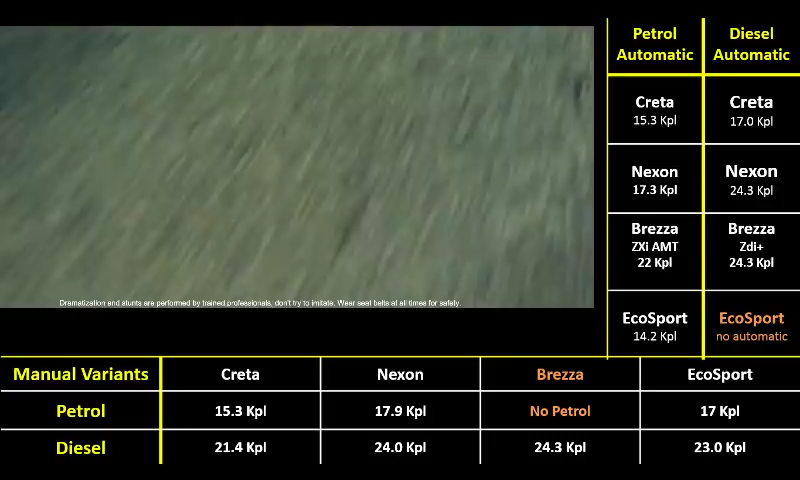 Petrol Automatic
Diesel Automatic
Creta
15.3 Kpl
Creta
17.0 Kpl
Nexon
17.3 Kpl
Nexon
24.3 Kpl
Brezza
ZXi AMT
22 Kpl
Brezza
Zdi+
24.3 Kpl
EcoSport
14.2 Kpl
EcoSport
no automatic
Dramatization and stunts are performed by trained professionals, don't try to imitate. Wear seat belts at all times for safety.
Manual Variants Creta Nexon Brezza EcoSport
Petrol 15.3 Kpl 17.9 Kpl No Petrol 17 Kpl
Diesel 21.4 Kpl 24.0 Kpl 24.3 Kpl 23.0 Kpl